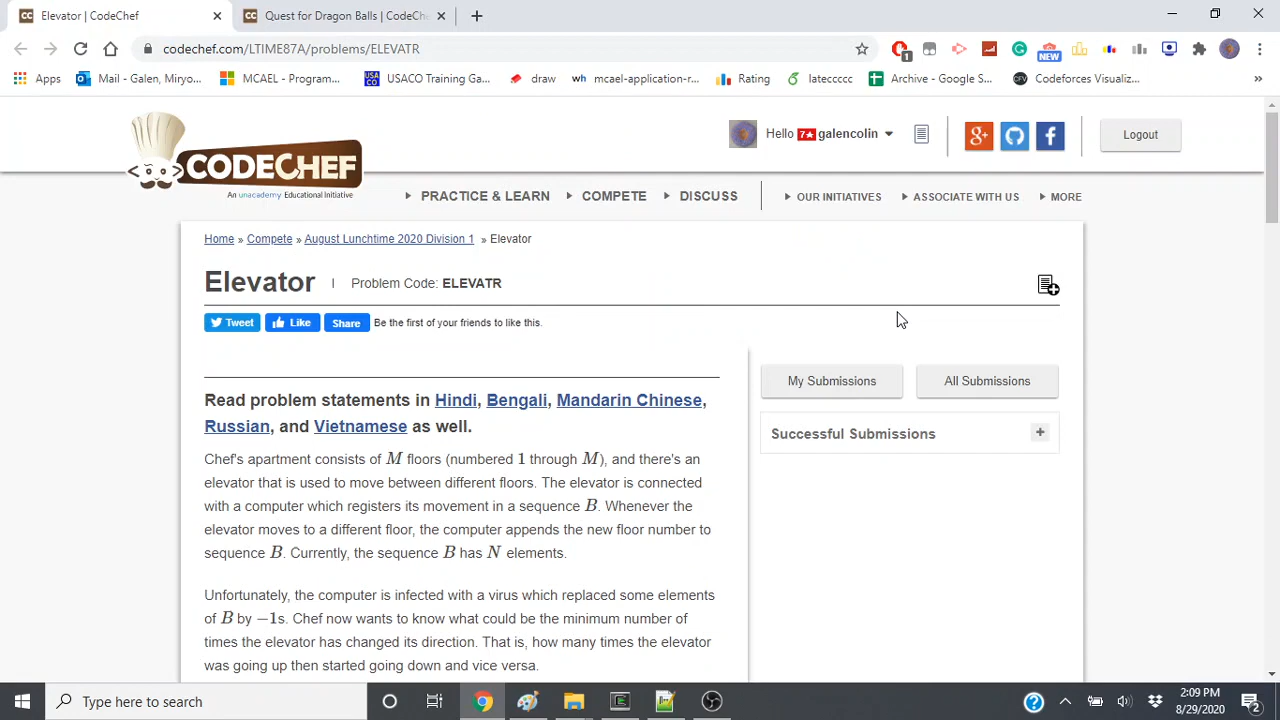 Elevator | CodeChef
Quest for Dragon Balls | CodeChe
codechef.com/LTIME87A/problems/ELEVATR
1
NEW
Apps
Mail - Galen, Miryo...
MCAEL - Program...
USACO Training Ga...
draw
mcael-application-r...
Rating
lateccccc
Archive - Google S...
Codeforces Visualiz...
»
CODECHEF
An unacademy Educational Initiative
Hello 7★ galencolin
Logout
PRACTICE & LEARN
COMPETE
DISCUSS
OUR INITIATIVES
ASSOCIATE WITH US
MORE
Home » Compete » August Lunchtime 2020 Division 1 » Elevator
Elevator | Problem Code: ELEVATR
Tweet Like Share Be the first of your friends to like this.
My Submissions
All Submissions
Successful Submissions
Read problem statements in Hindi, Bengali, Mandarin Chinese,
Russian, and Vietnamese as well.
Chef's apartment consists of M floors (numbered 1 through M), and there's an
elevator that is used to move between different floors. The elevator is connected
with a computer which registers its movement in a sequence B. Whenever the
elevator moves to a different floor, the computer appends the new floor number to
sequence B. Currently, the sequence B has N elements.
Unfortunately, the computer is infected with a virus which replaced some elements
of B by −1s. Chef now wants to know what could be the minimum number of
times the elevator has changed its direction. That is, how many times the elevator
was going up then started going down and vice versa.
Type here to search
2:09 PM
8/29/2020
2